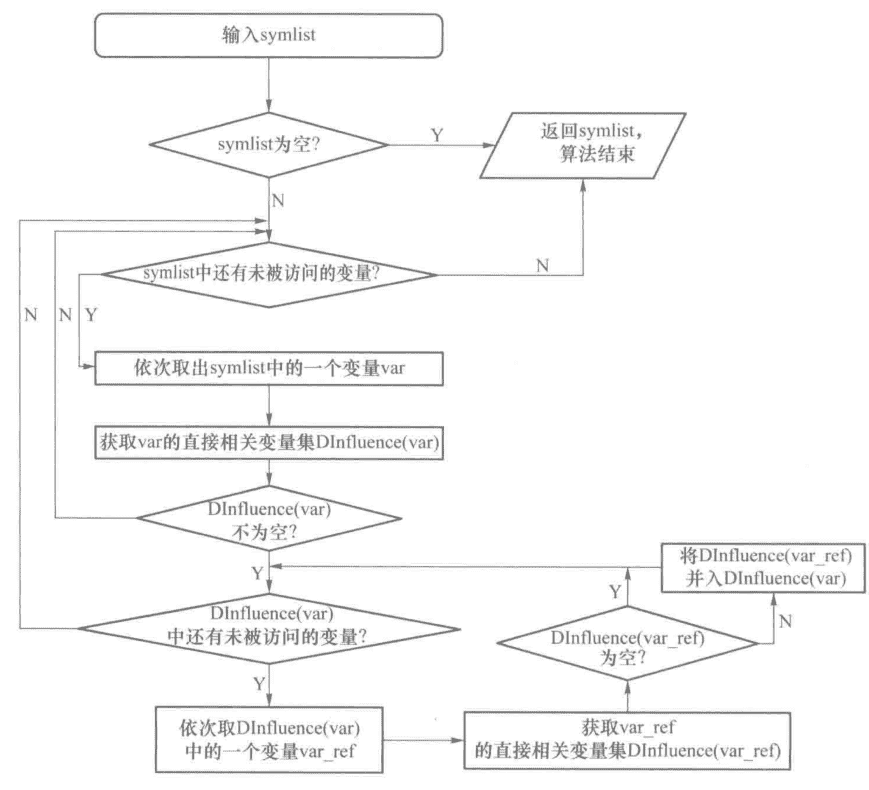 输入symlist
symlist为空?
Y
返回symlist,
算法结束
N
symlist中还有未被访问的变量?
N
N
N
Y
依次取出symlist中的一个变量var
获取var的直接相关变量集DInfluence(var)
DInfluence(var)
不为空?
将DInfluence(var_ref)
并入DInfluence(var)
Y
Y
N
DInfluence(var)
中还有未被访问的变量?
DInfluence(var_ref)
为空?
Y
依次取DInfluence(var)
中的一个变量var_ref
获取var_ref
的直接相关变量集DInfluence(var_ref)